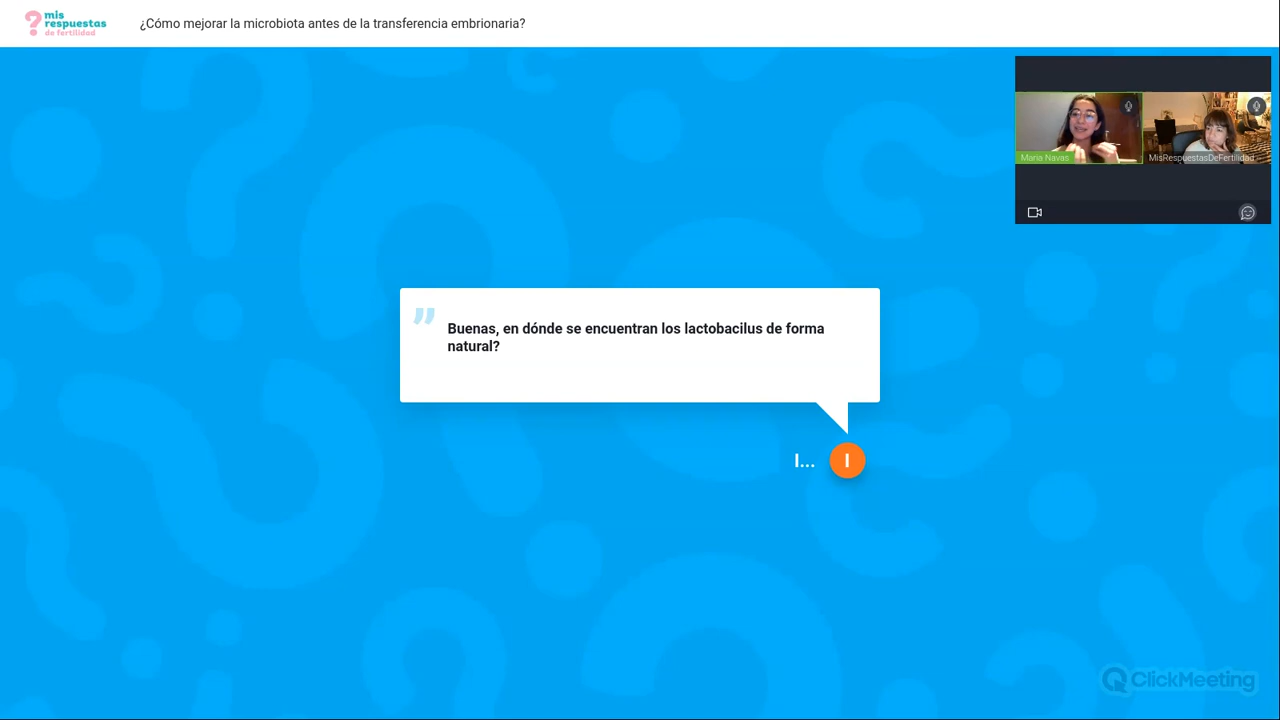 mis
respuestas
de fertilidad
¿Cómo mejorar la microbiota antes de la transferencia embrionaria?
María Navas
MisRespuestasDeFertilidad
Buenas, en dónde se encuentran los lactobacilus de forma
natural?
I...
I
ClickMeeting